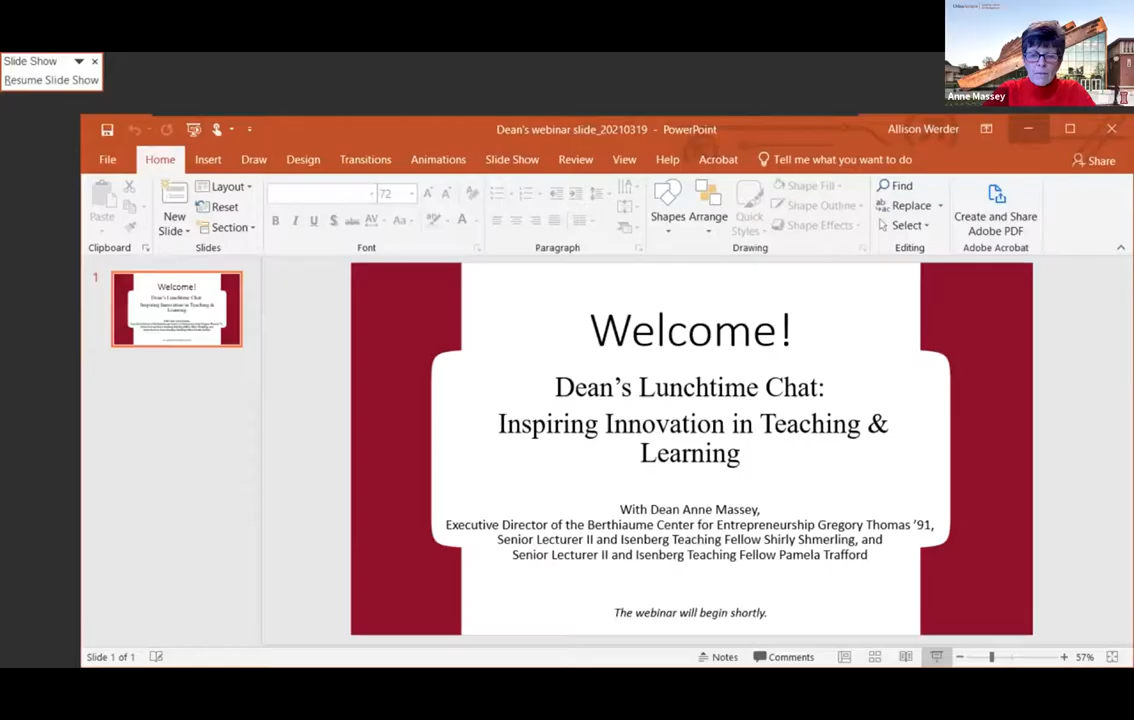 Slide Show
Resume Slide Show
Anne Massey
Dean's webinar slide_20210319 - PowerPoint
Allison Werder
File Home Insert Draw Design Transitions Animations Slide Show Review View Help Acrobat Tell me what you want to do Share
Paste
New
Slide
Layout
Reset
Section
72
Shapes Arrange
Quick
Styles
Shape Fill
Shape Outline
Shape Effects
Find
Replace
Select
Create and Share
Adobe PDF
Clipboard Slides Font Paragraph Drawing Editing Adobe Acrobat
1
Welcome!
Dean's Lunchtime Chat
Inspiring Innovation in Teaching &
Learning
Welcome!
Dean’s Lunchtime Chat:
Inspiring Innovation in Teaching &
Learning
With Dean Anne Massey,
Executive Director of the Berthiaume Center for Entrepreneurship Gregory Thomas ’91,
Senior Lecturer II and Isenberg Teaching Fellow Shirly Shmerling, and
Senior Lecturer II and Isenberg Teaching Fellow Pamela Trafford
The webinar will begin shortly.
Slide 1 of 1
Notes Comments 57%